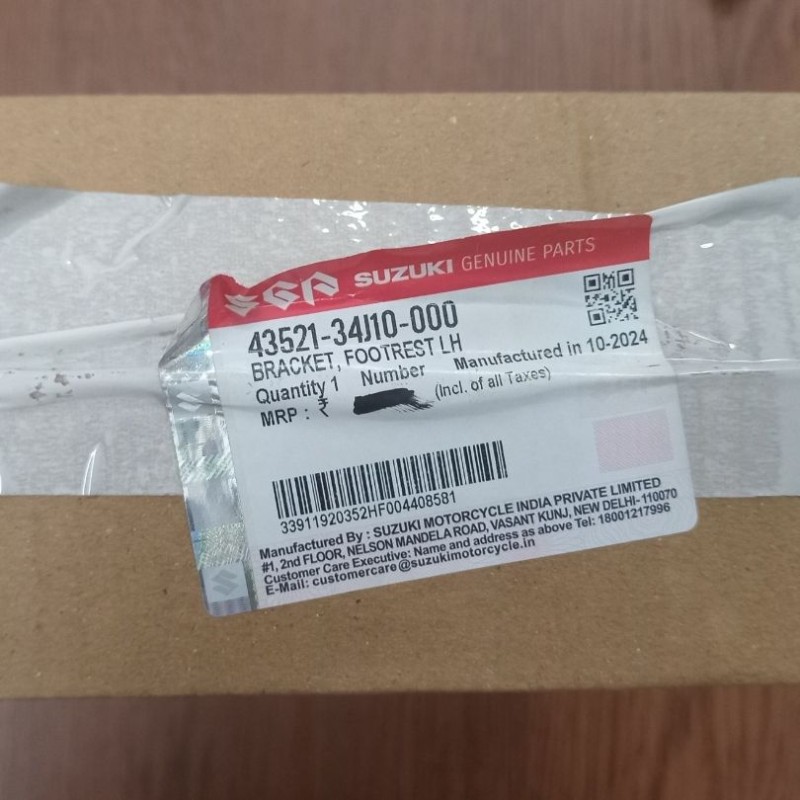 SGP SUZUKI GENUINE PARTS
43521-34J10-000
BRACKET, FOOTREST LH
Quantity 1 Number Manufactured in 10-2024
MRP : ₹ (Incl. of all Taxes)
33911920352HF004408581
Manufactured By : SUZUKI MOTORCYCLE INDIA PRIVATE LIMITED
#1, 2nd FLOOR, NELSON MANDELA ROAD, VASANT KUNJ, NEW DELHI-110070
Customer Care Executive: Name and address as above Tel: 18001217996
E-Mail: customercare@suzukimotorcycle.in